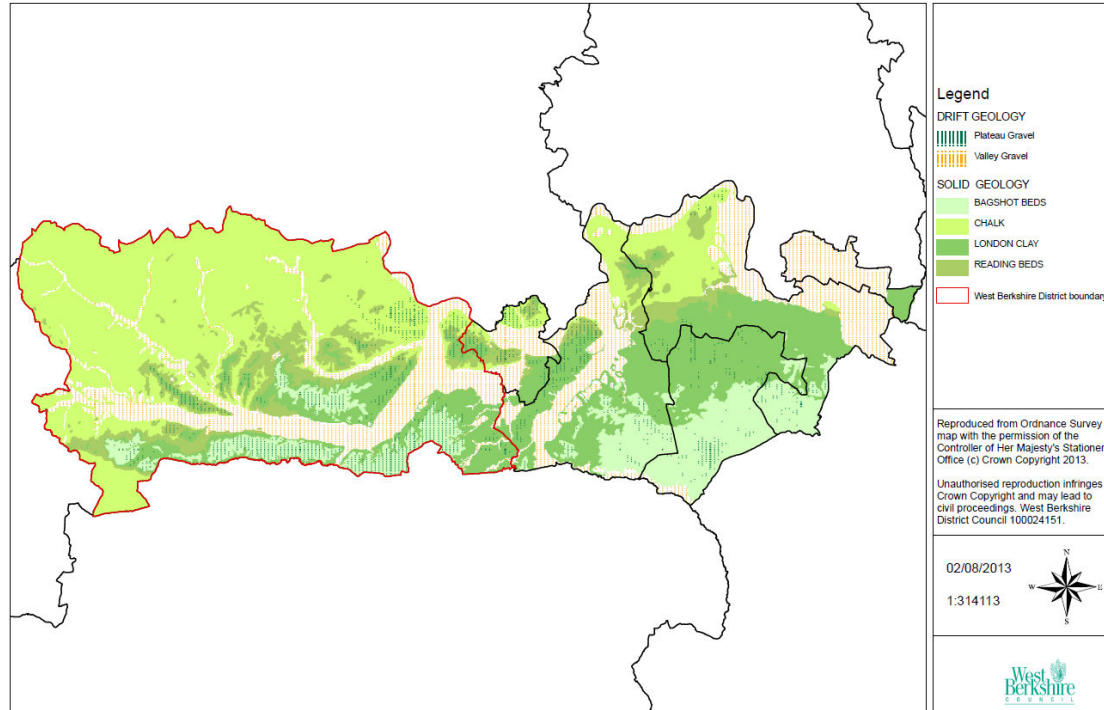 Legend
DRIFT GEOLOGY
Plateau Gravel
Valley Gravel
SOLID GEOLOGY
BAGSHOT BEDS
CHALK
LONDON CLAY
READING BEDS
West Berkshire District boundary
Reproduced from Ordnance Survey
map with the permission of the
Controller of Her Majesty's Stationery
Office (c) Crown Copyright 2013.
Unauthorised reproduction infringes
Crown Copyright and may lead to
civil proceedings. West Berkshire
District Council 100024151.
02/08/2013
1:314113
N
W
E
S
West
Berkshire
COUNCIL